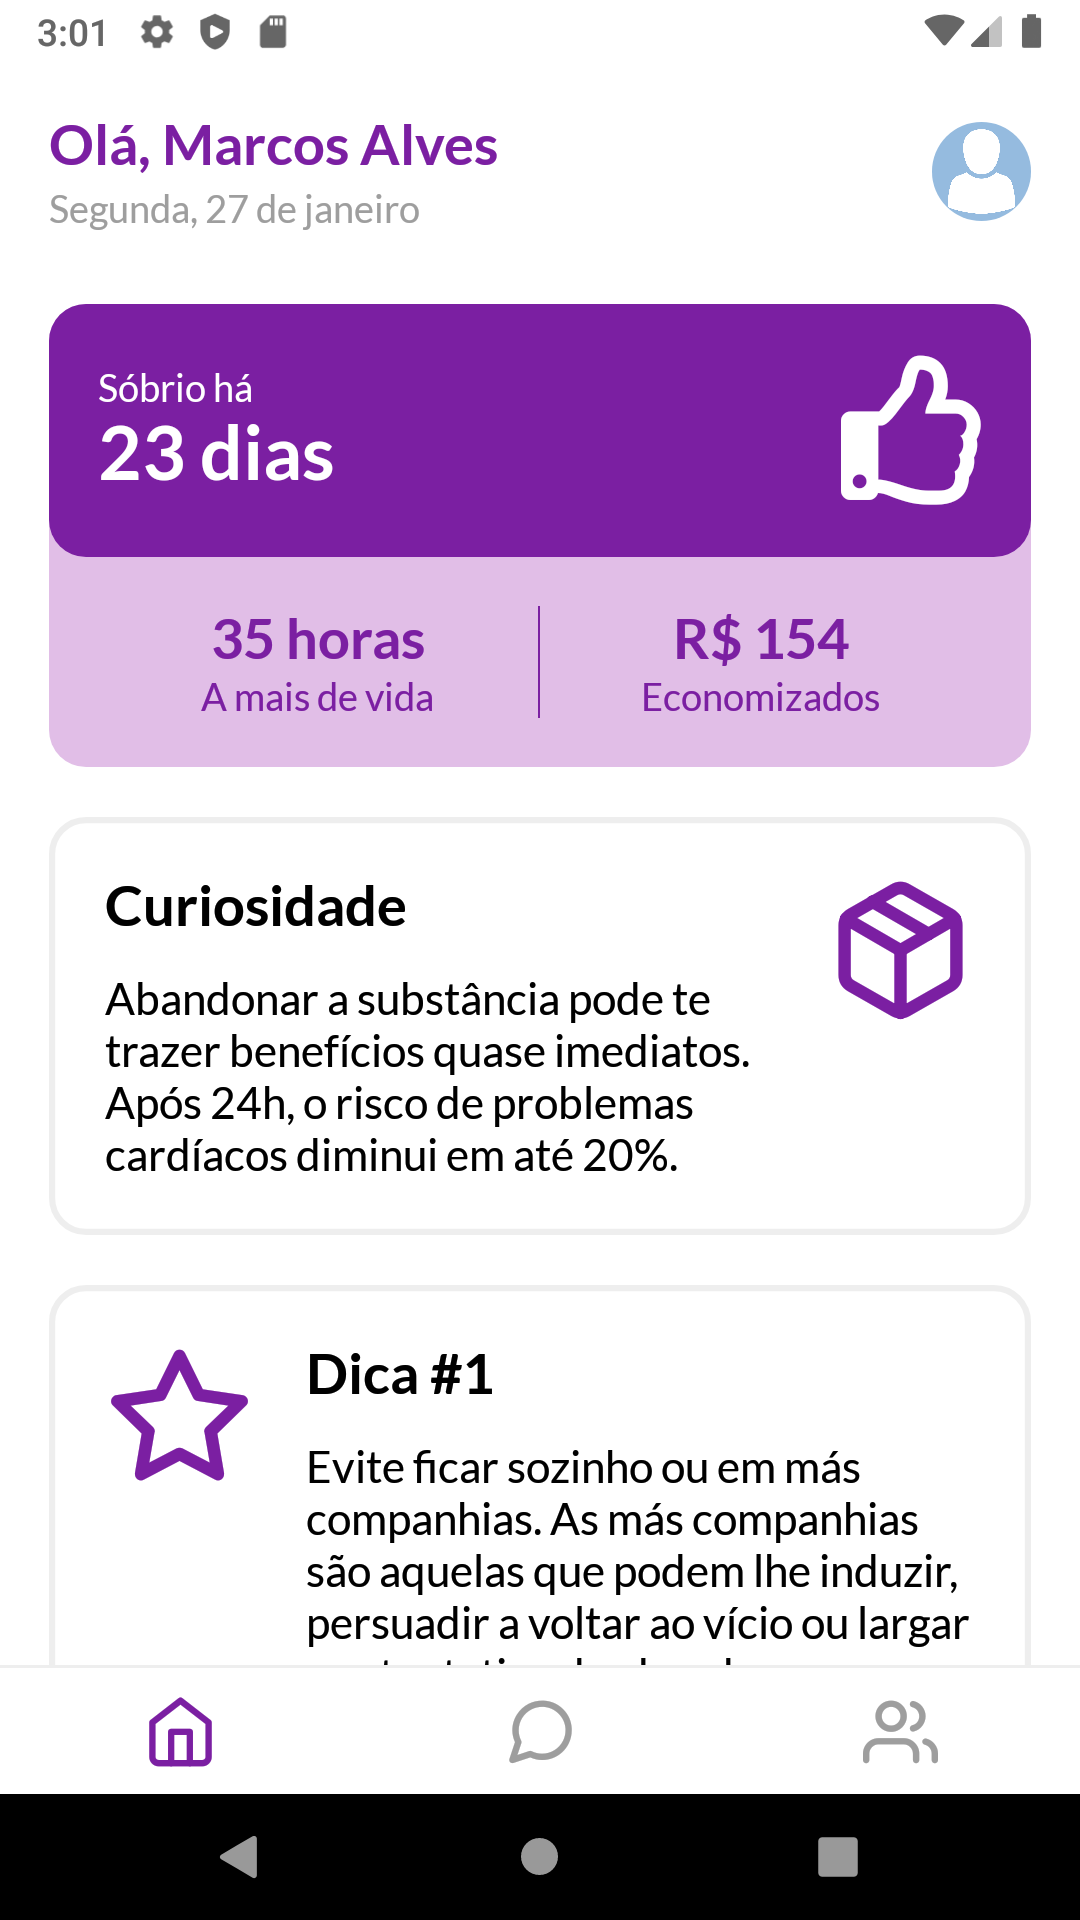 3:01
Olá, Marcos Alves
Segunda, 27 de janeiro
Sóbrio há
23 dias
35 horas
A mais de vida
R$ 154
Economizados
Curiosidade
Abandonar a substância pode te
trazer benefícios quase imediatos.
Após 24h, o risco de problemas
cardíacos diminui em até 20%.
Dica #1
Evite ficar sozinho ou em más
companhias. As más companhias
são aquelas que podem lhe induzir,
persuadir a voltar ao vício ou largar